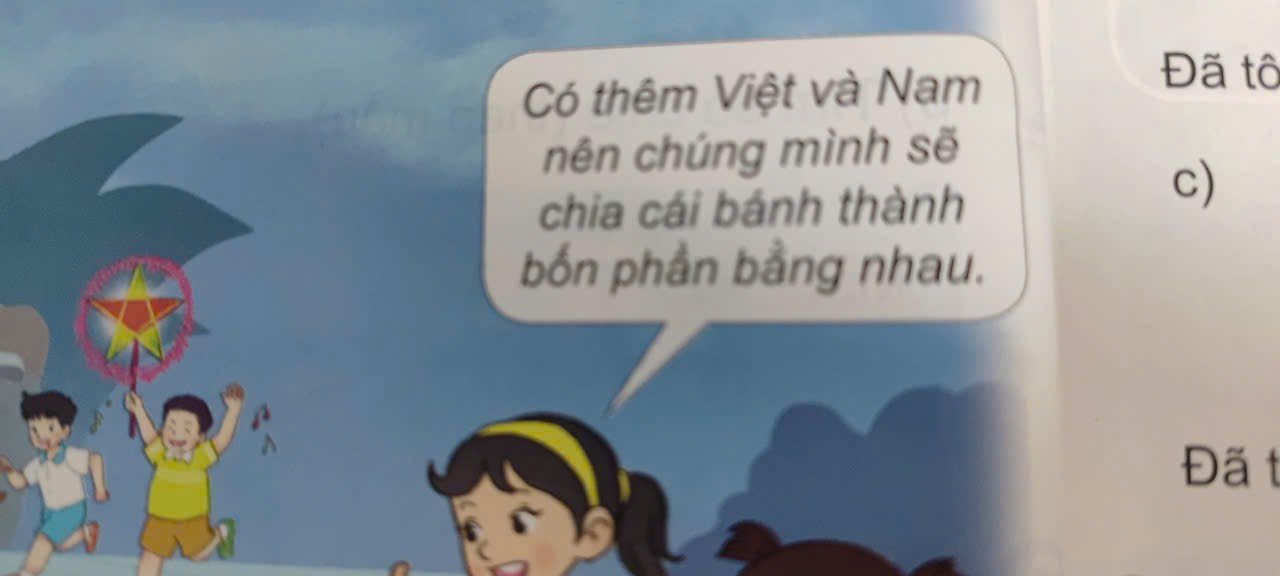 Có thêm Việt và Nam
nên chúng mình sẽ
chia cái bánh thành
bốn phần bằng nhau.
Đã tô
c)
Đã t